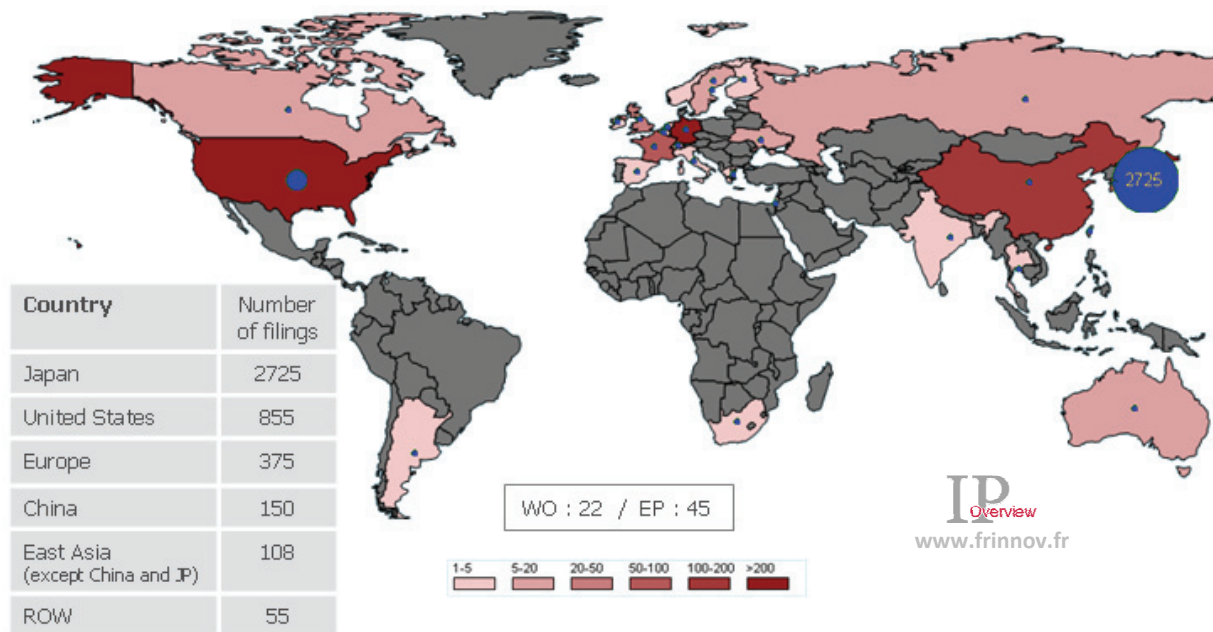 2725
Country Number
of filings
Japan 2725
United States 855
Europe 375
China 150
East Asia 108
(except China and JP)
ROW 55
WO : 22 / EP : 45
1-5 5-20 20-50 50-100 100-200 >200
IP
Overview
www.frinnov.fr